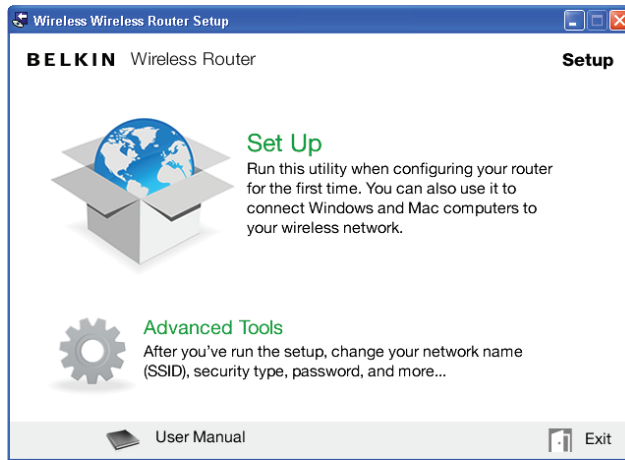 Wireless Wireless Router Setup
BELKIN Wireless Router
Setup
Set Up
Run this utility when configuring your router
for the first time. You can also use it to
connect Windows and Mac computers to
your wireless network.
Advanced Tools
After you've run the setup, change your network name
(SSID), security type, password, and more...
User Manual
Exit